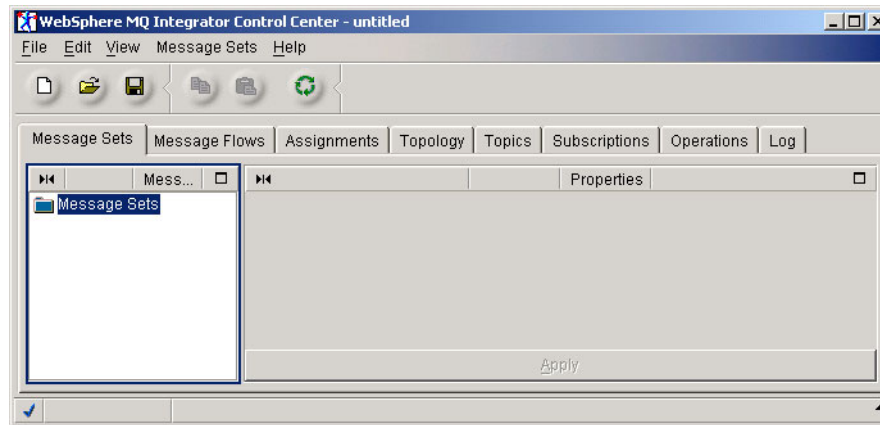 WebSphere MQ Integrator Control Center - untitled
File Edit View Message Sets Help
Message Sets Message Flows Assignments Topology Topics Subscriptions Operations Log
Mess... Properties
Message Sets
Apply